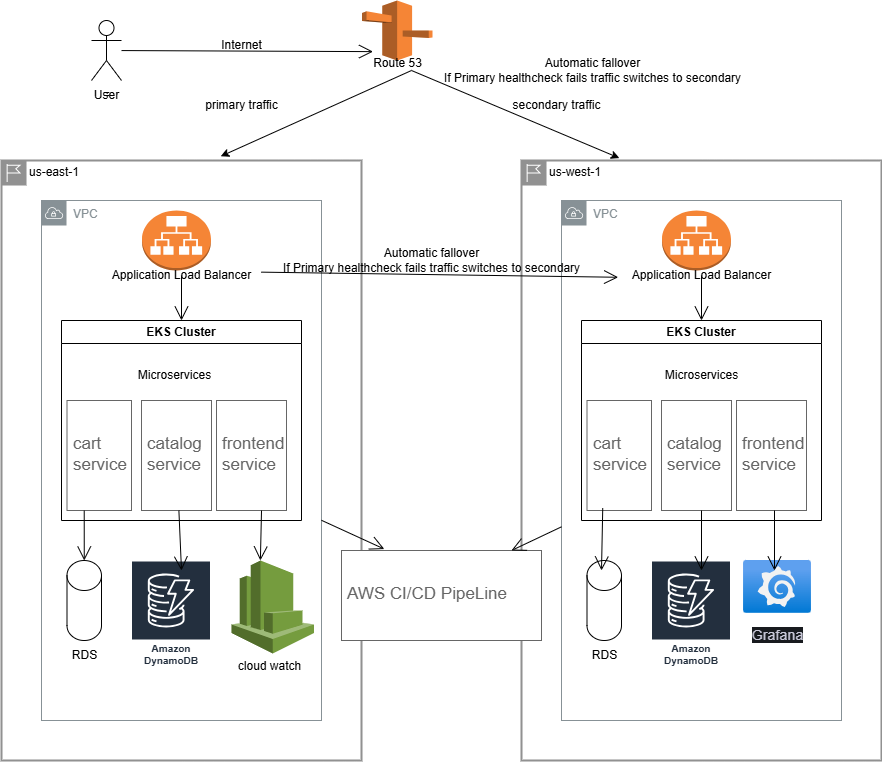 Internet
Route 53
User
Automatic fallover
If Primary healthcheck fails traffic switches to secondary
primary traffic
secondary traffic
us-east-1
us-west-1
VPC
VPC
Application Load Balancer
Automatic fallover
If Primary healthcheck fails traffic switches to secondary
Application Load Balancer
EKS Cluster
EKS Cluster
Microservices
Microservices
cart
service
catalog
service
frontend
service
cart
service
catalog
service
frontend
service
AWS CI/CD PipeLine
RDS
Amazon
DynamoDB
cloud watch
RDS
Amazon
DynamoDB
Grafana